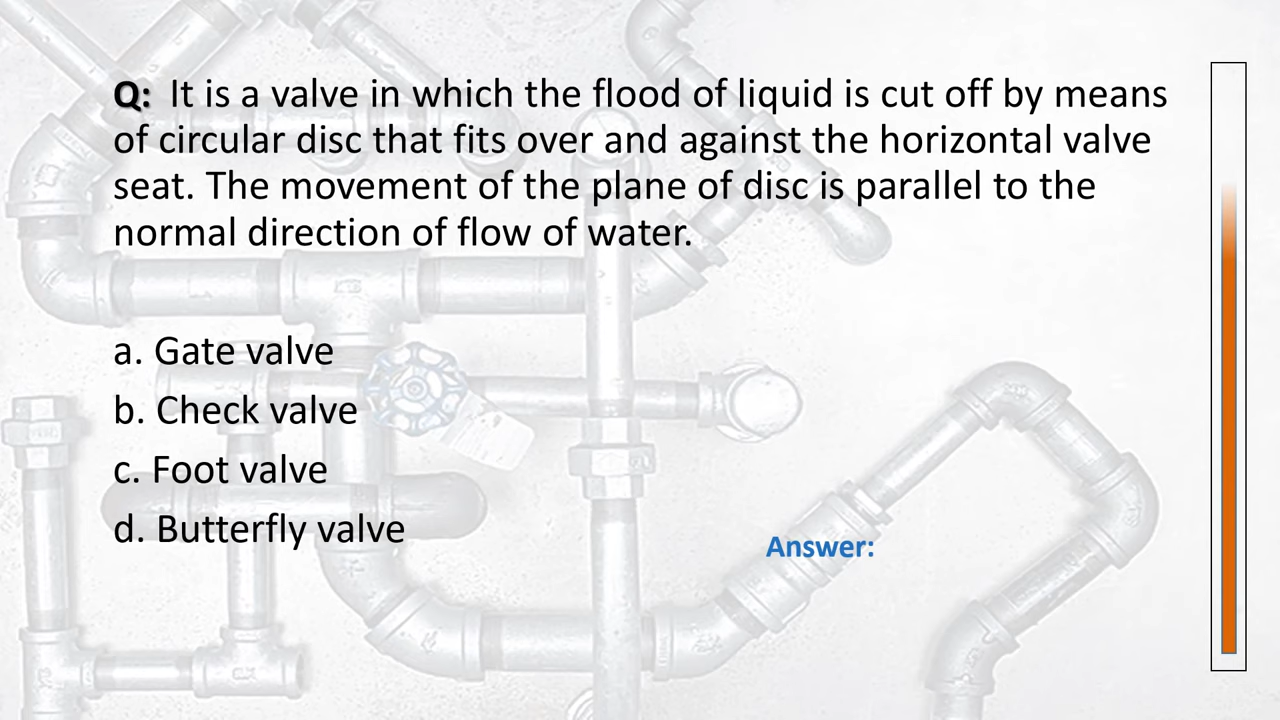 Q: It is a valve in which the flood of liquid is cut off by means
of circular disc that fits over and against the horizontal valve
seat. The movement of the plane of disc is parallel to the
normal direction of flow of water.
a. Gate valve
b. Check valve
c. Foot valve
d. Butterfly valve
Answer: